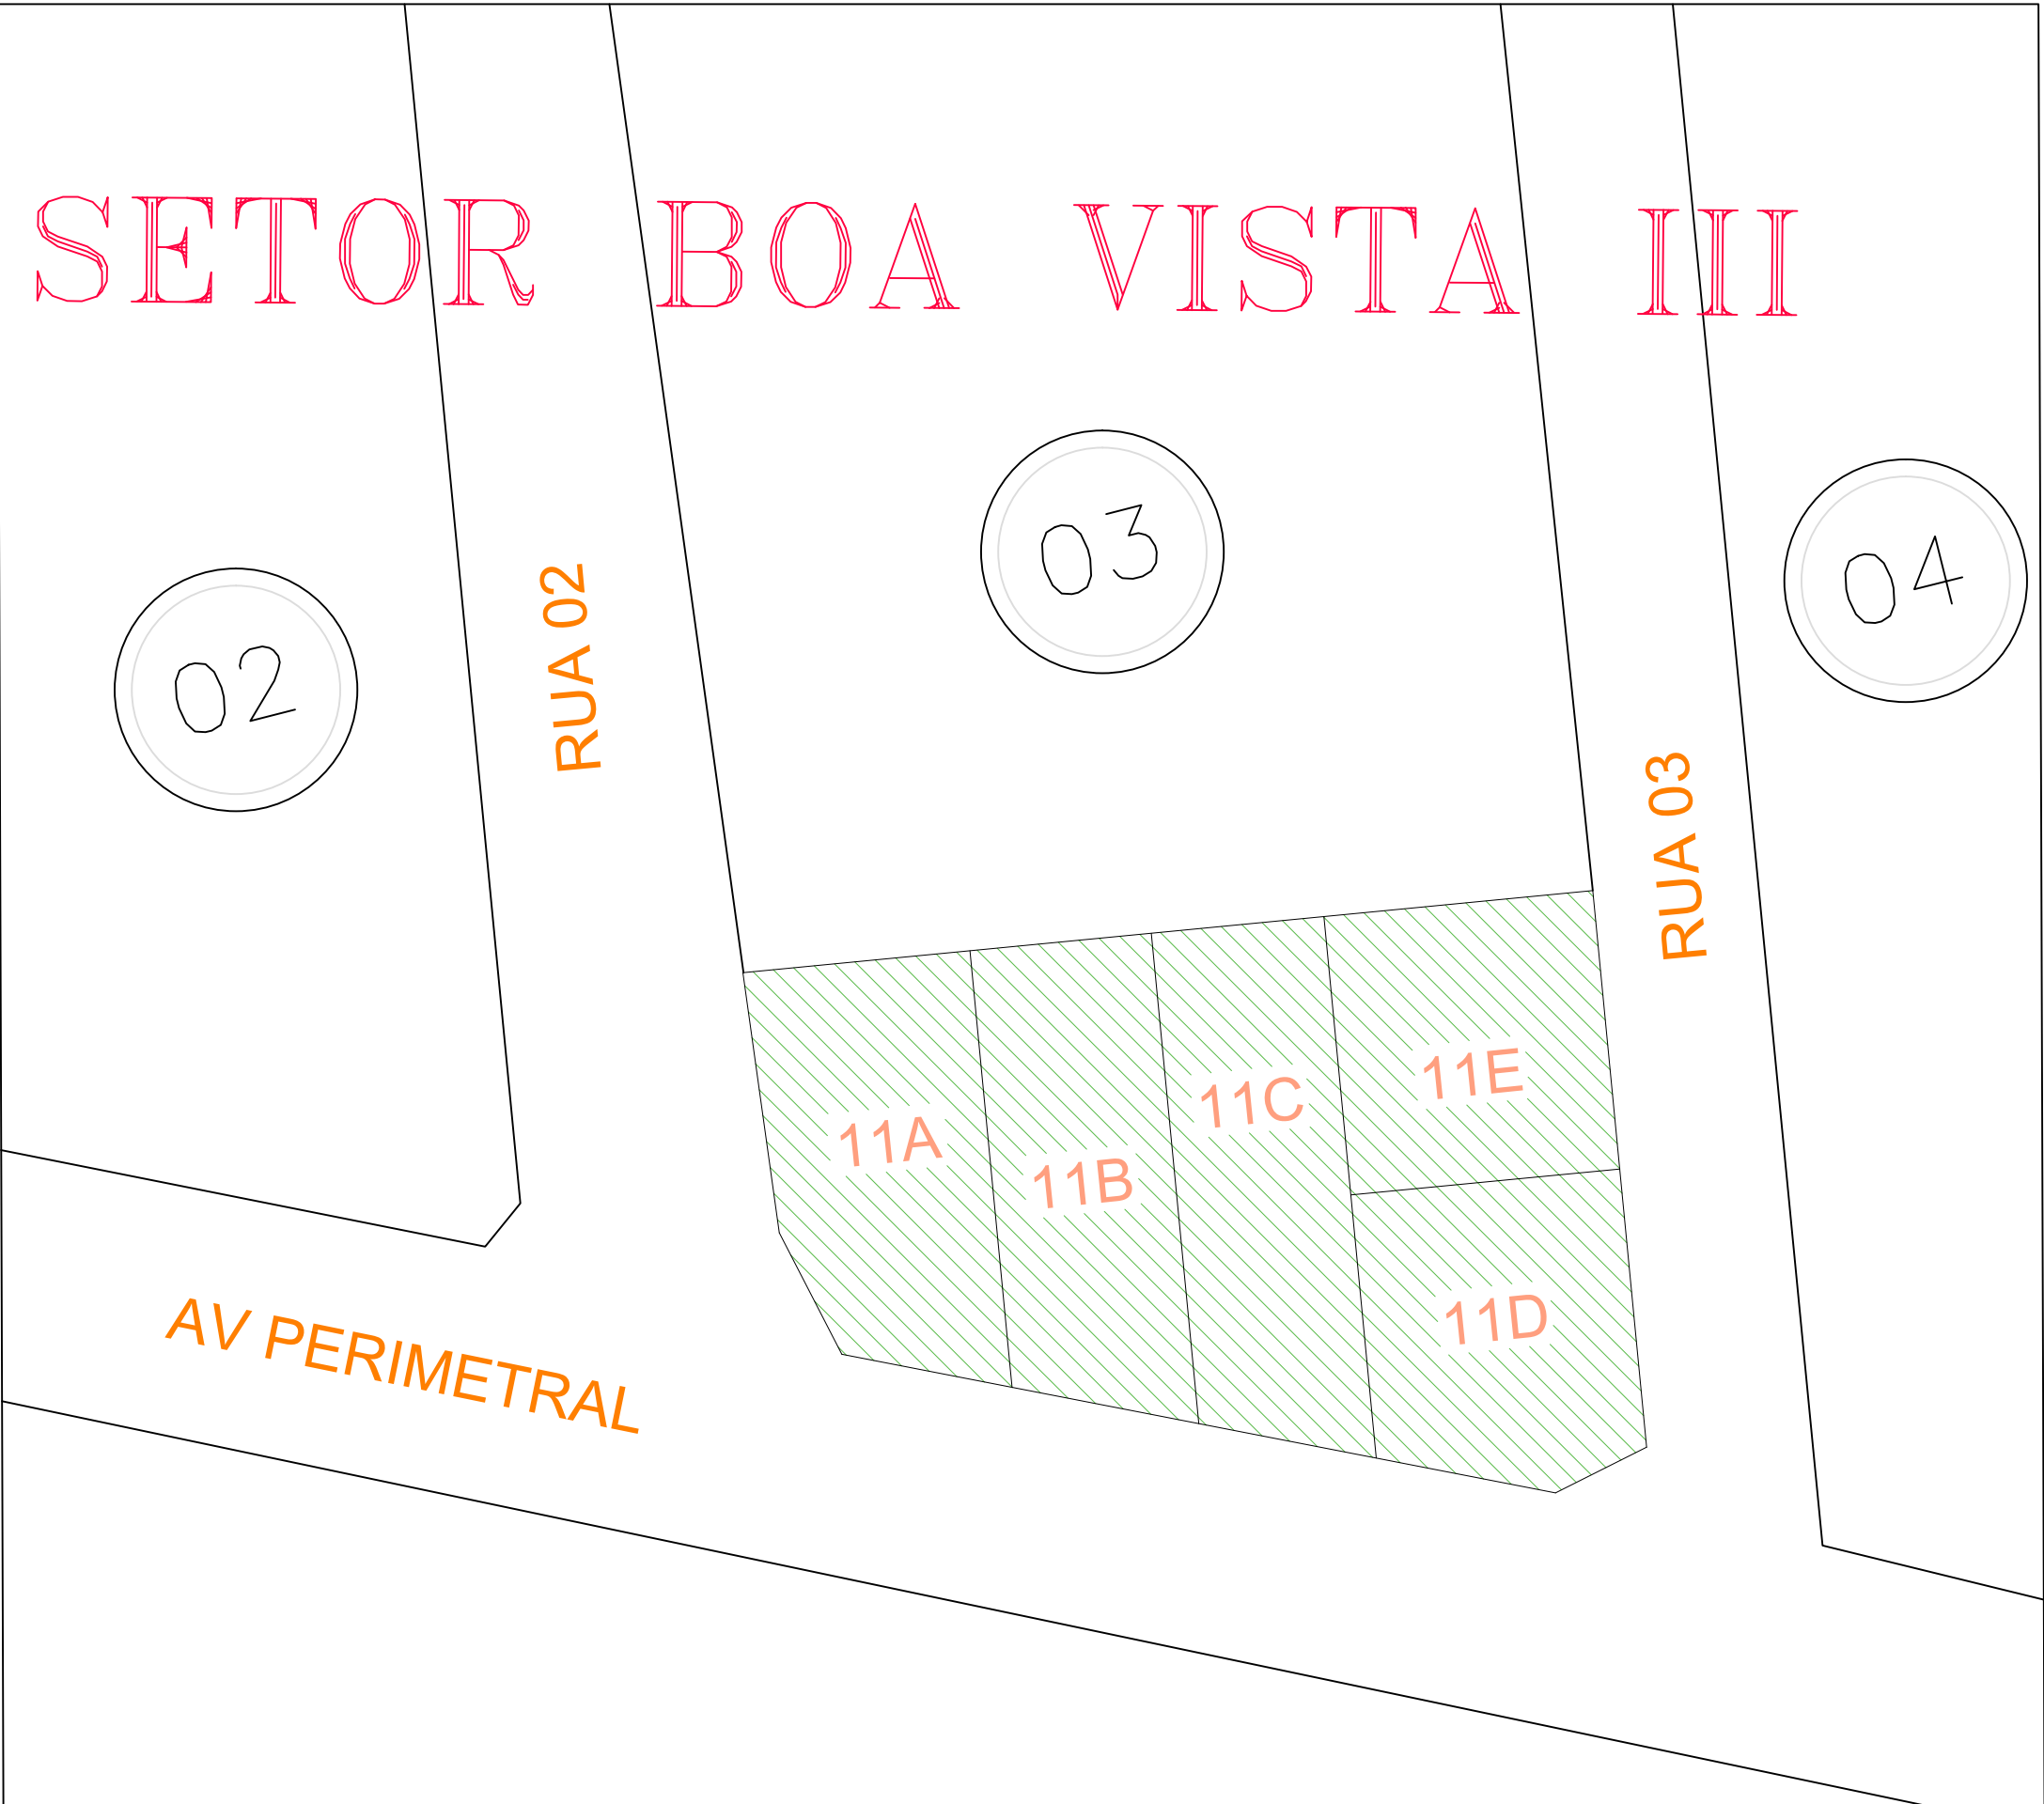 SETOR BOA VISTA III
02
RUA 02
03
04
RUA 03
11A
11B
11C
11E
11D
AV PERIMETRAL